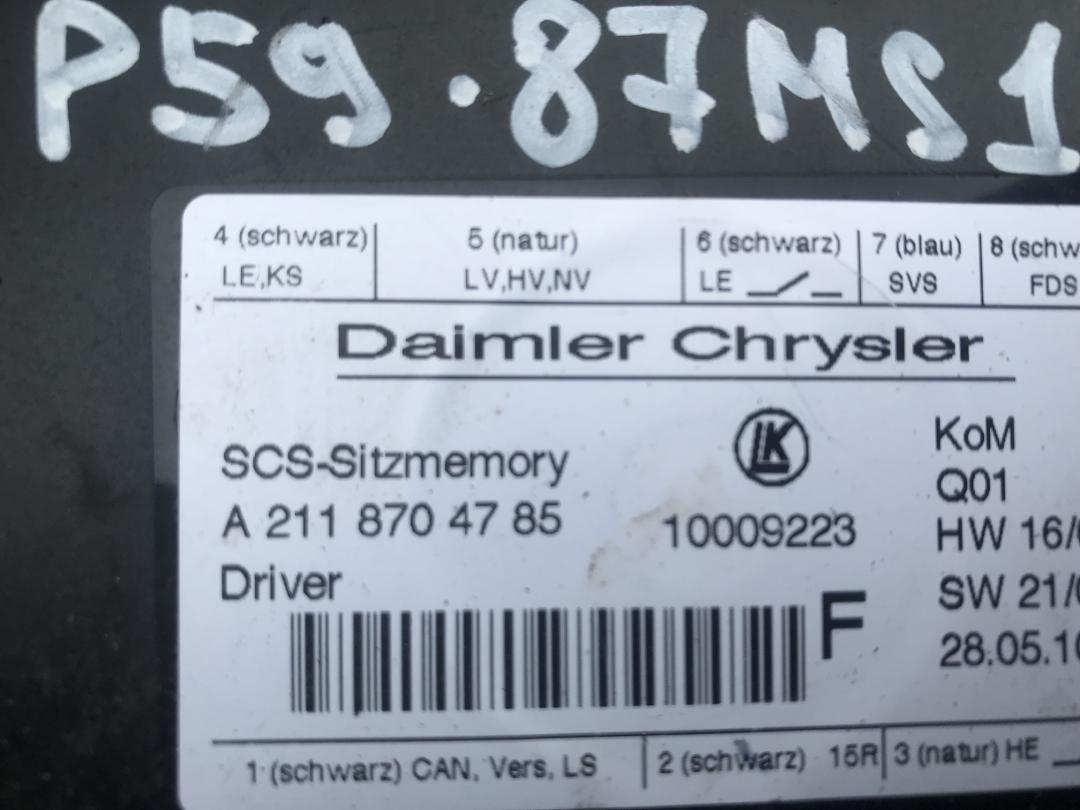 P59.87MS1
4 (schwarz) 5 (natur) 6 (schwarz) 7 (blau) 8 (schw
LE,KS LV,HV,NV LE SVS FDS
Daimler Chrysler
SCS-Sitzmemory LK KoM
A 211 870 47 85 10009223 Q01
Driver HW 16/
F SW 21/
28.05.10
1 (schwarz) CAN, Vers, LS 2 (schwarz) 15R 3 (natur) HE